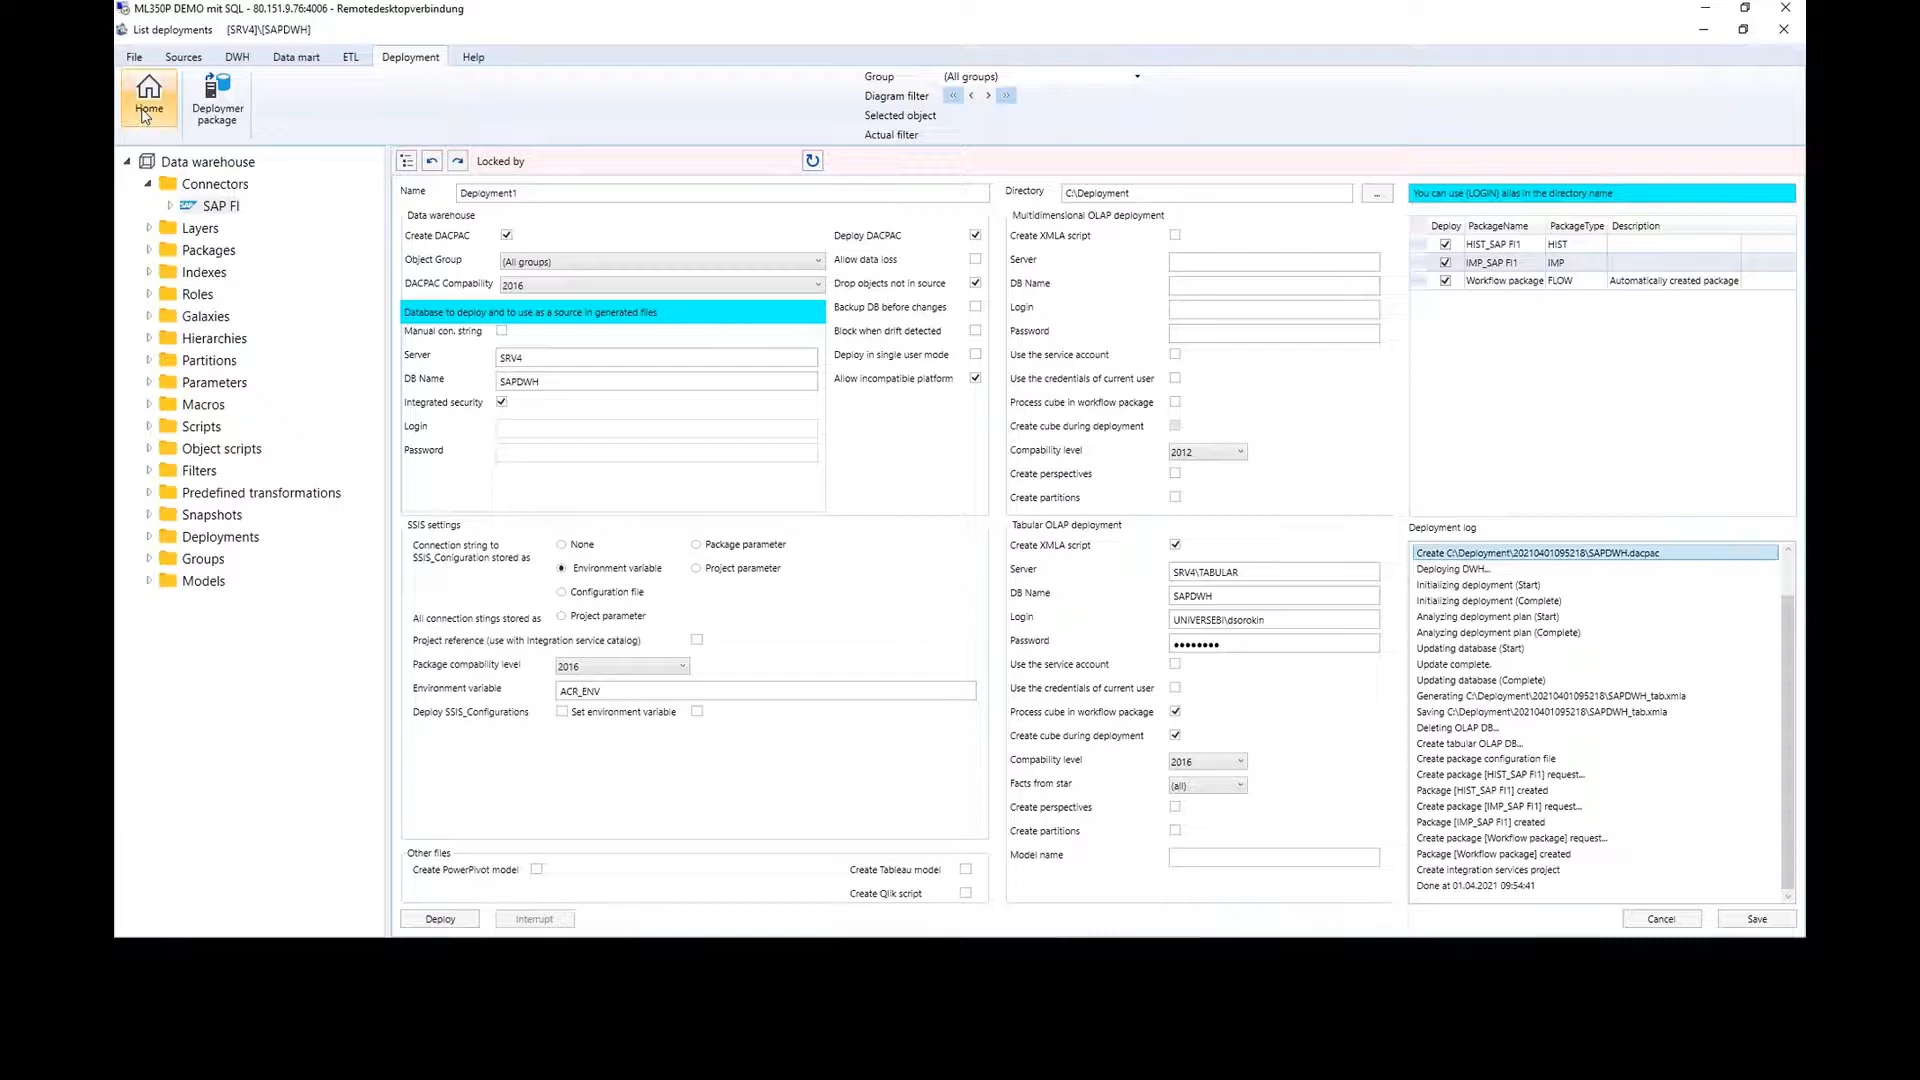 ML350P DEMO mit SQL - 80.151.9.76:4006 - Remotedesktopverbindung
List deployments [SRV4]\[SAPDWH]
File Sources DWH Data mart ETL Deployment Help
Home
Deploymer package
Group (All groups)
Diagram filter << < > >>
Selected object
Actual filter
Data warehouse
Connectors
SAP FI
Layers
Packages
Indexes
Roles
Galaxies
Hierarchies
Partitions
Parameters
Macros
Scripts
Object scripts
Filters
Predefined transformations
Snapshots
Deployments
Groups
Models
Locked by
Name Deployment1
Data warehouse
Create DACPAC
Object Group (All groups)
DACPAC Compability 2016
Database to deploy and to use as a source in generated files
Manual con. string
Server SRV4
DB Name SAPDWH
Integrated security
Login
Password
Deploy DACPAC
Allow data loss
Drop objects not in source
Backup DB before changes
Block when drift detected
Deploy in single user mode
Allow incompatible platform
SSIS settings
Connection string to
SSIS_Coniguration stored as
None
Package parameter
Environment variable
Project parameter
Configuration file
All connection stings stored as Project parameter
Project reference (use with Integration service catalog)
Package compability level 2016
Environment variable ACR_ENV
Deploy SSIS_Configurations Set environment variable
Other files
Create PowerPivot model
Create Tableau model
Create Qlik script
Deploy Interrupt
Directory C:\Deployment ...
Multidimensional OLAP deployment
Create XMLA script
Server
DB Name
Login
Password
Use the service account
Use the credentials of current user
Process cube in workflow package
Create cube during deployment
Compability level 2012
Create perspectives
Create partitions
Tabular OLAP deployment
Create XMLA script
Server SRV4\TABULAR
DB Name SAPDWH
Login UNIVERSEBI\dsorokin
Password ●●●●●●●●
Use the service account
Use the credentials of current user
Process cube in workflow package
Create cube during deployment
Compability level 2016
Facts from star (all)
Create perspectives
Create partitions
Model name
You can use {LOGIN} alias in the directory name
Deploy PackageName PackageType Description
HIST_SAP FI1 HIST
IMP_SAP FI1 IMP
Workflow package FLOW Automatically created package
Deployment log
Create C:\Deployment\20210401095218\SAPDWH.dacpac
Deploying DWH...
Initializing deployment (Start)
Initializing deployment (Complete)
Analyzing deployment plan (Start)
Analyzing deployment plan (Complete)
Updating database (Start)
Update complete.
Updating database (Complete)
Generating C:\Deployment\20210401095218\SAPDWH_tab.xmla
Saving C:\Deployment\20210401095218\SAPDWH_tab.xmla
Deleting OLAP DB...
Create tabular OLAP DB...
Create package configuration file
Create package [HIST_SAP FI1] request...
Package [HIST_SAP FI1] created
Create package [IMP_SAP FI1] request...
Package [IMP_SAP FI1] created
Create package [Workflow package] request...
Package [Workflow package] created
Create integration services project
Done at 01.04.2021 09:54:41
Cancel Save